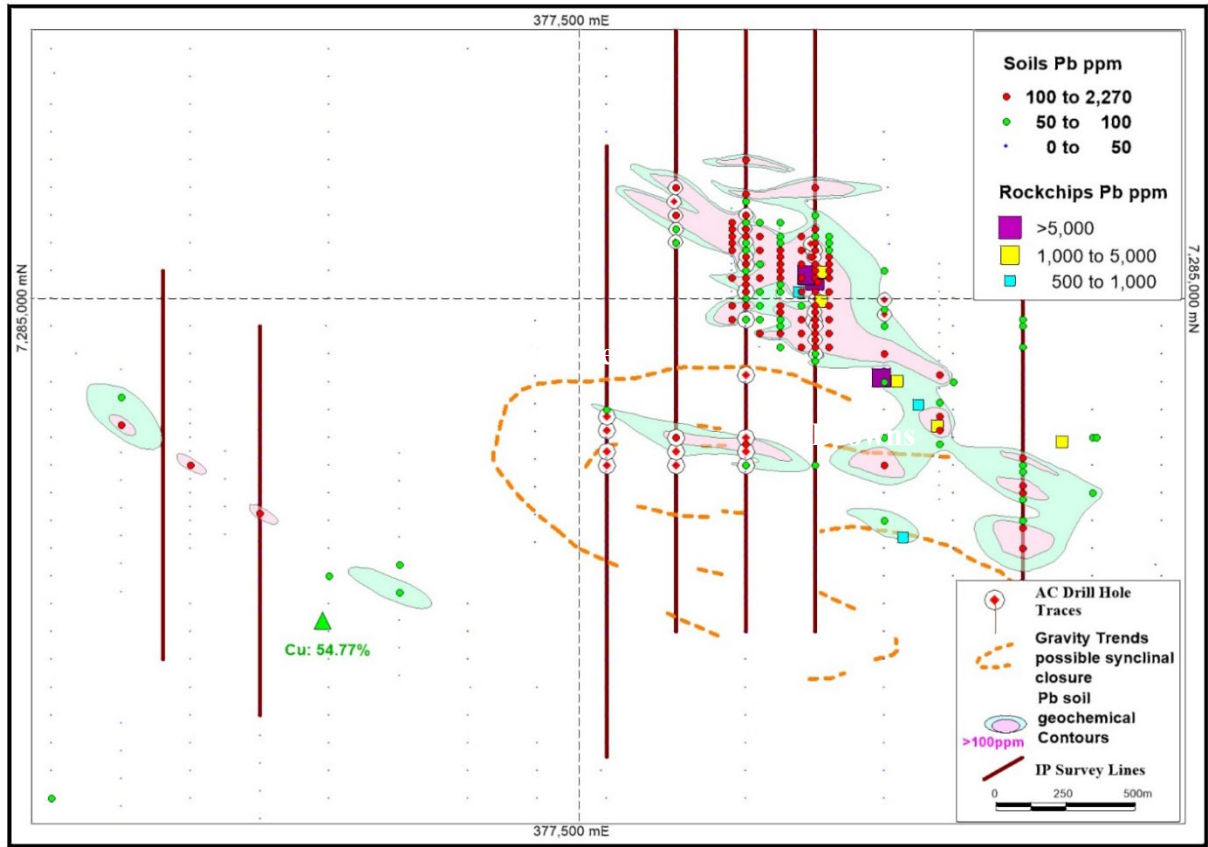 377,500 mE
Soils Pb ppm
100 to 2,270
50 to 100
0 to 50
Rockchips Pb ppm
>5,000
1,000 to 5,000
500 to 1,000
7,285,000 mN
7,285,000 mN
Cu: 54.77%
AC Drill Hole
Traces
Gravity Trends
possible synclinal
closure
Pb soil
geochemical
Contours
>100ppm
IP Survey Lines
0 250 500m
377,500 mE